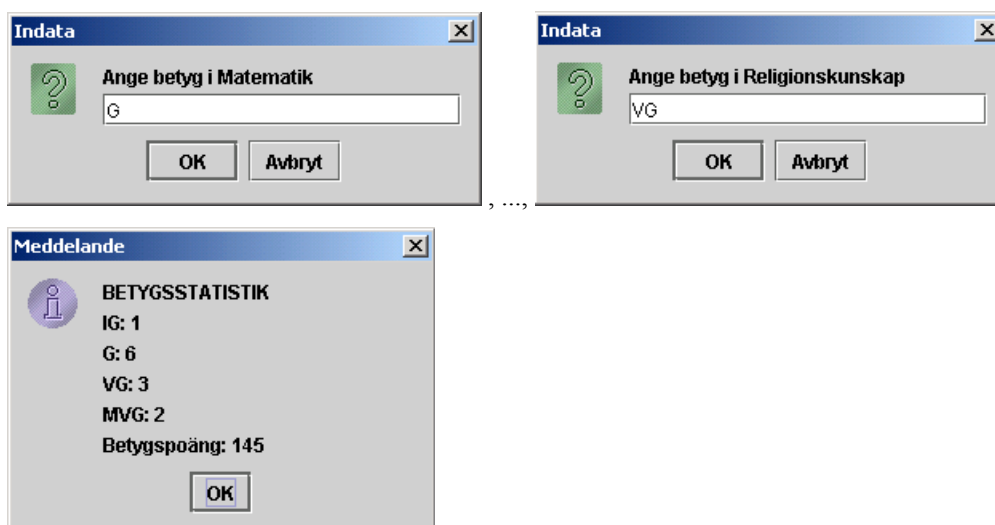 Indata
Ange betyg i Matematik
G
OK Avbryt
, ...,
Indata
Ange betyg i Religionskunskap
VG
OK Avbryt
Meddelande
BETYGSSTATISTIK
IG: 1
G: 6
VG: 3
MVG: 2
Betygspoäng: 145
OK